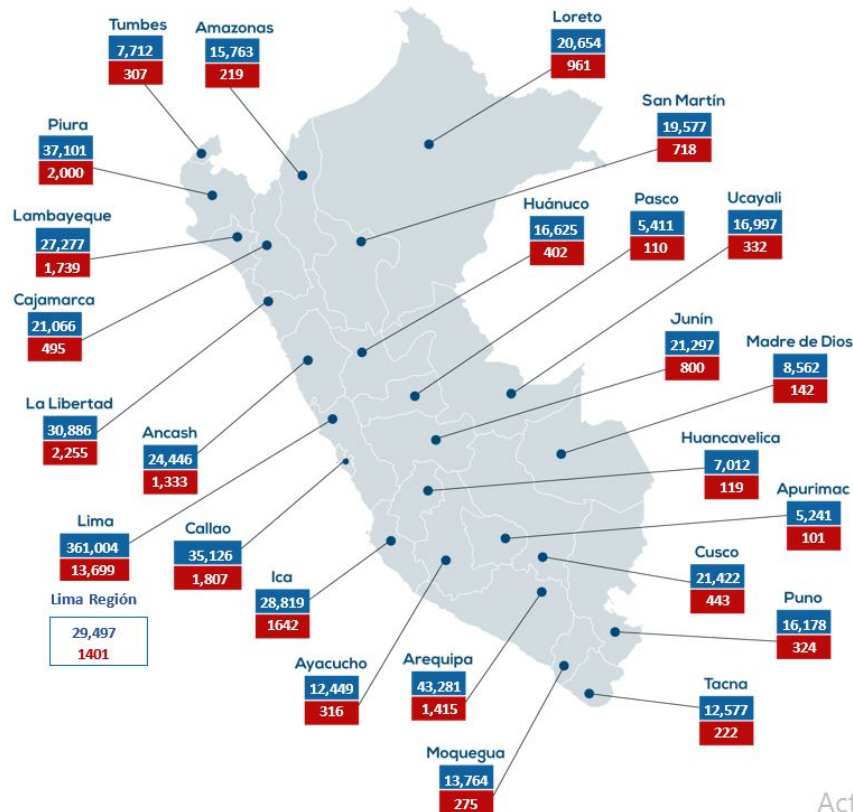 Tumbes
7,712
307
Amazonas
15,763
219
Loreto
20,654
961
San Martín
19,577
718
Piura
37,101
2,000
Huánuco
16,625
402
Pasco
5,411
110
Ucayali
16,997
332
Lambayeque
27,277
1,739
Cajamarca
21,066
495
Junín
21,297
800
Madre de Dios
8,562
142
La Libertad
30,886
2,255
Ancash
24,446
1,333
Huancavelica
7,012
119
Apurimac
5,241
101
Lima
361,004
13,699
Callao
35,126
1,807
Ica
28,819
1642
Cusco
21,422
443
Lima Región
29,497
1401
Puno
16,178
324
Ayacucho
12,449
316
Arequipa
43,281
1,415
Tacna
12,577
222
Moquegua
13,764
275